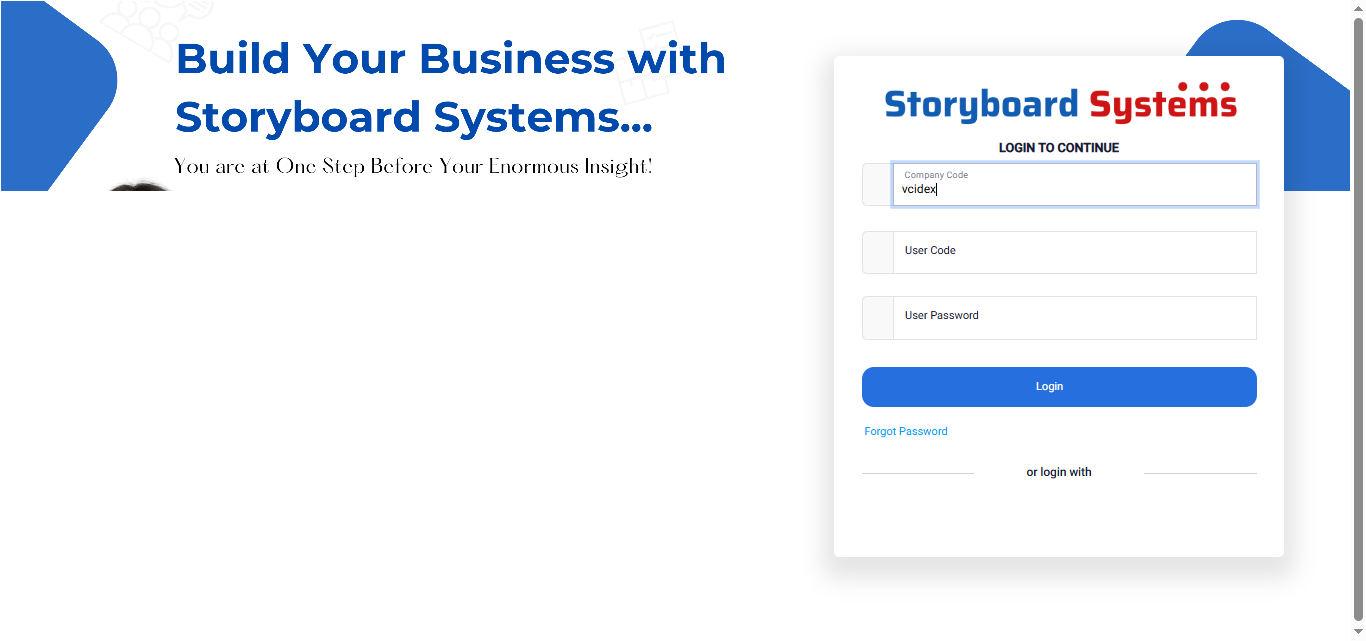 Build Your Business with
Storyboard Systems...
You are at One Step Before Your Enormous Insight!
Storyboard Systems
LOGIN TO CONTINUE
Company Code
vcidex
User Code
User Password
Login
Forgot Password
or login with